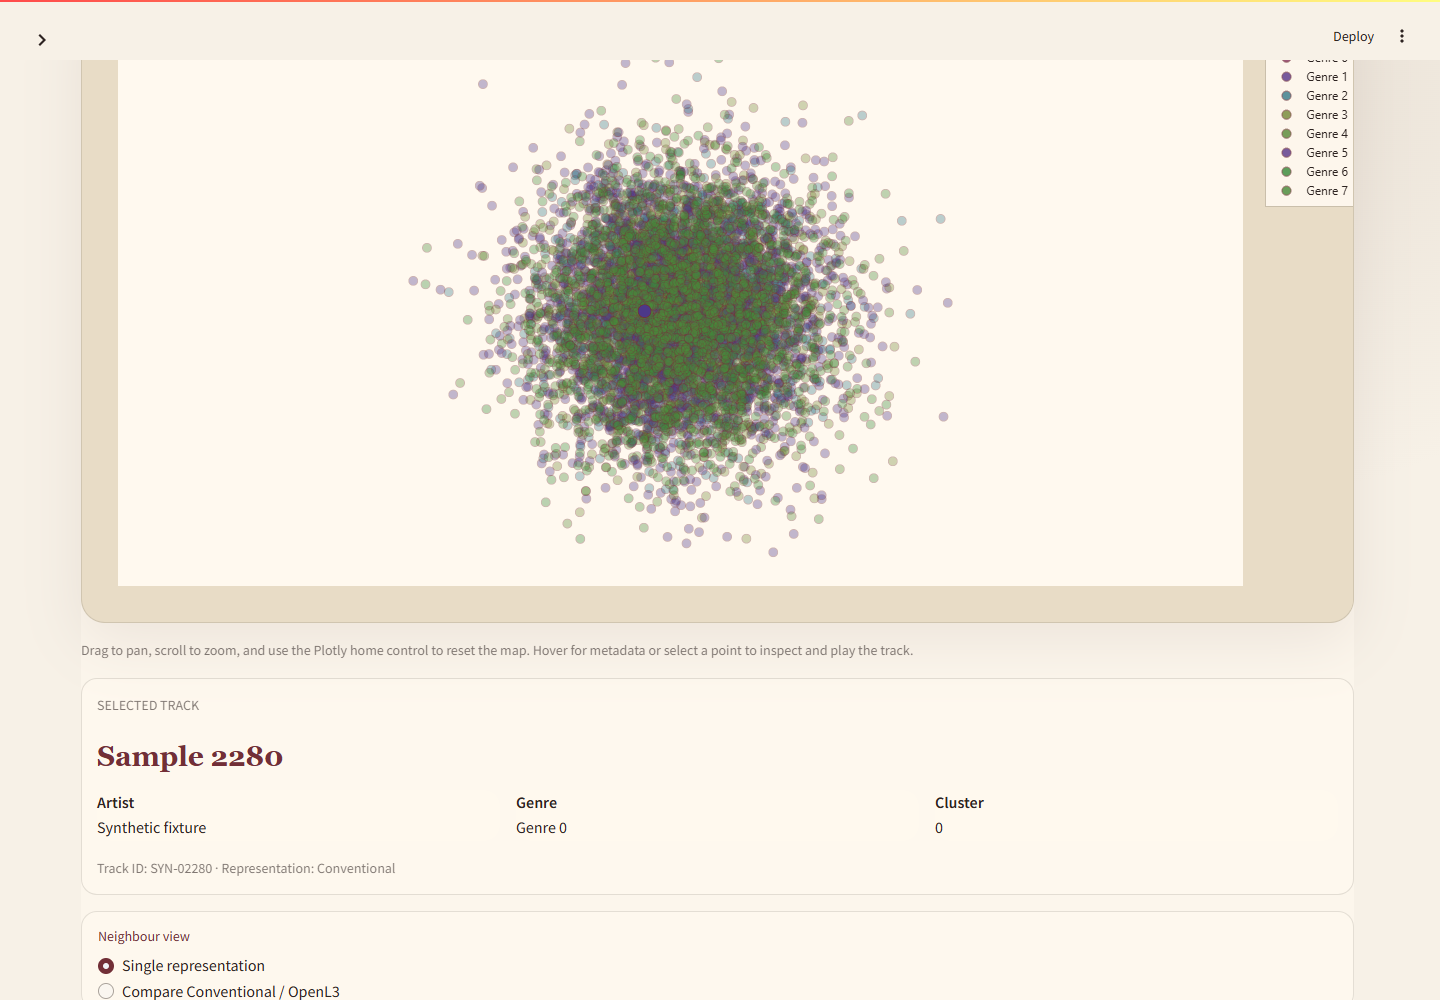 Deploy
Genre 1
Genre 2
Genre 3
Genre 4
Genre 5
Genre 6
Genre 7
Drag to pan, scroll to zoom, and use the Plotly home control to reset the map. Hover for metadata or select a point to inspect and play the track.
SELECTED TRACK
Sample 2280
Artist Genre Cluster
Synthetic fixture Genre 0 0
Track ID: SYN-02280 · Representation: Conventional
Neighbour view
Single representation
Compare Conventional / OpenL3